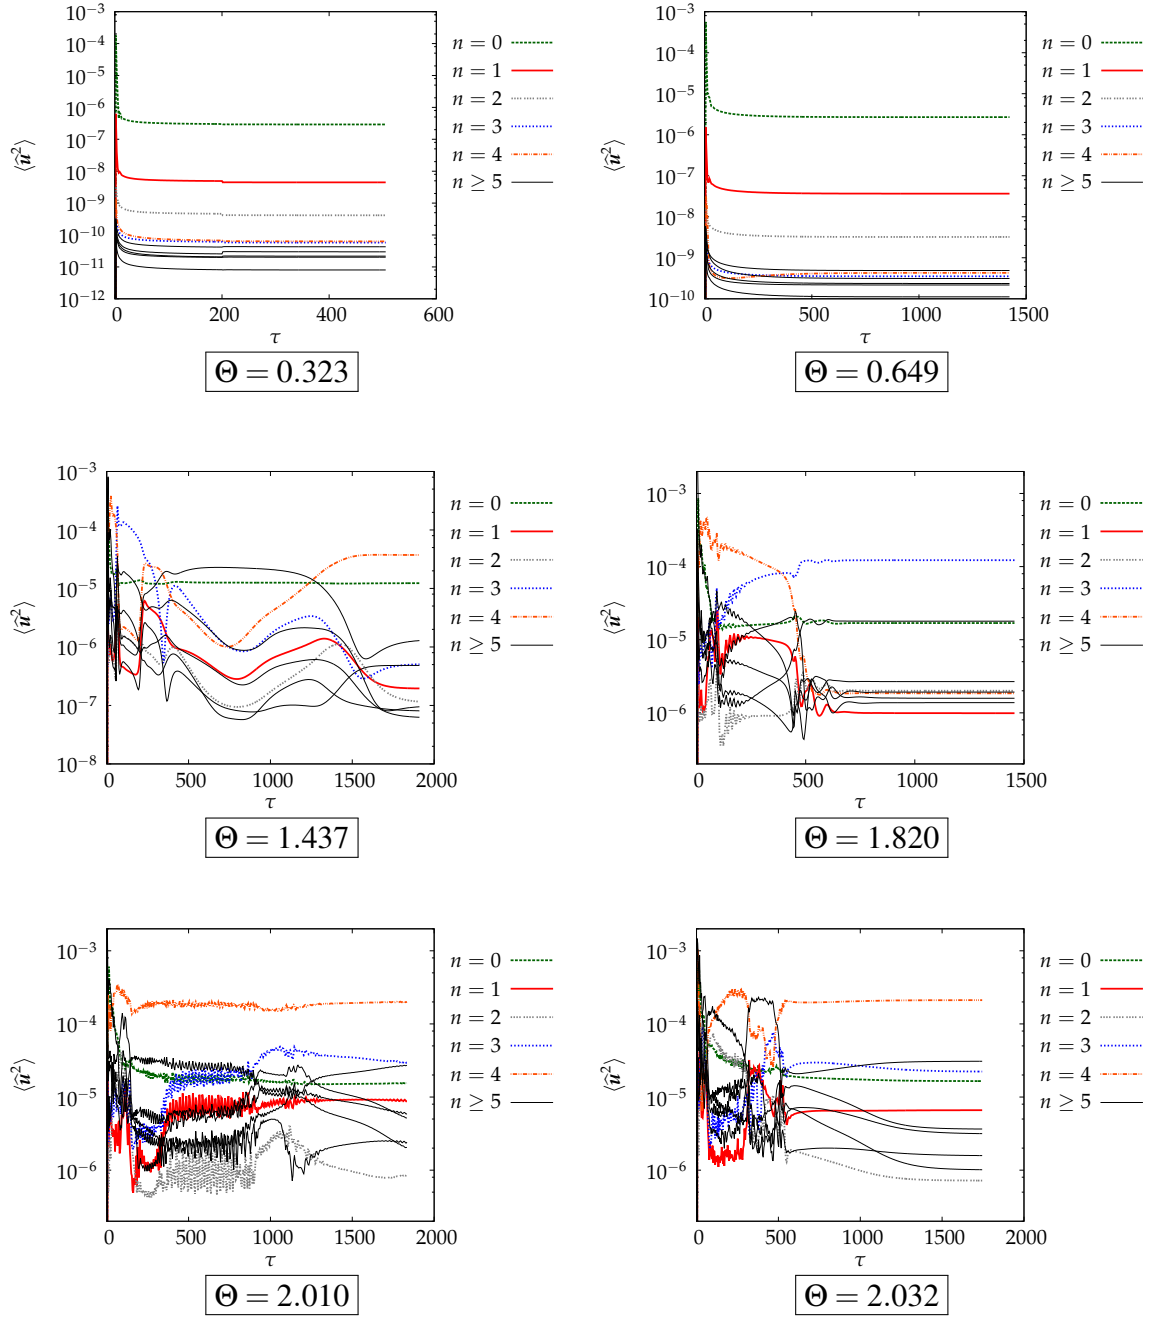 10⁻³
10⁻⁴
10⁻⁵
10⁻⁶
10⁻⁷
10⁻⁸
10⁻⁹
10⁻¹⁰
10⁻¹¹
10⁻¹²
⟨û²⟩
0 200 400 600
τ
n = 0
n = 1
n = 2
n = 3
n = 4
n ≥ 5
Θ = 0.323
10⁻³
10⁻⁴
10⁻⁵
10⁻⁶
10⁻⁷
10⁻⁸
10⁻⁹
10⁻¹⁰
⟨û²⟩
0 500 1000 1500
τ
n = 0
n = 1
n = 2
n = 3
n = 4
n ≥ 5
Θ = 0.649
10⁻³
10⁻⁴
10⁻⁵
10⁻⁶
10⁻⁷
10⁻⁸
⟨û²⟩
0 500 1000 1500 2000
τ
n = 0
n = 1
n = 2
n = 3
n = 4
n ≥ 5
Θ = 1.437
10⁻³
10⁻⁴
10⁻⁵
10⁻⁶
⟨û²⟩
0 500 1000 1500
τ
n = 0
n = 1
n = 2
n = 3
n = 4
n ≥ 5
Θ = 1.820
10⁻³
10⁻⁴
10⁻⁵
10⁻⁶
⟨û²⟩
0 500 1000 1500 2000
τ
n = 0
n = 1
n = 2
n = 3
n = 4
n ≥ 5
Θ = 2.010
10⁻³
10⁻⁴
10⁻⁵
10⁻⁶
⟨û²⟩
0 500 1000 1500 2000
τ
n = 0
n = 1
n = 2
n = 3
n = 4
n ≥ 5
Θ = 2.032